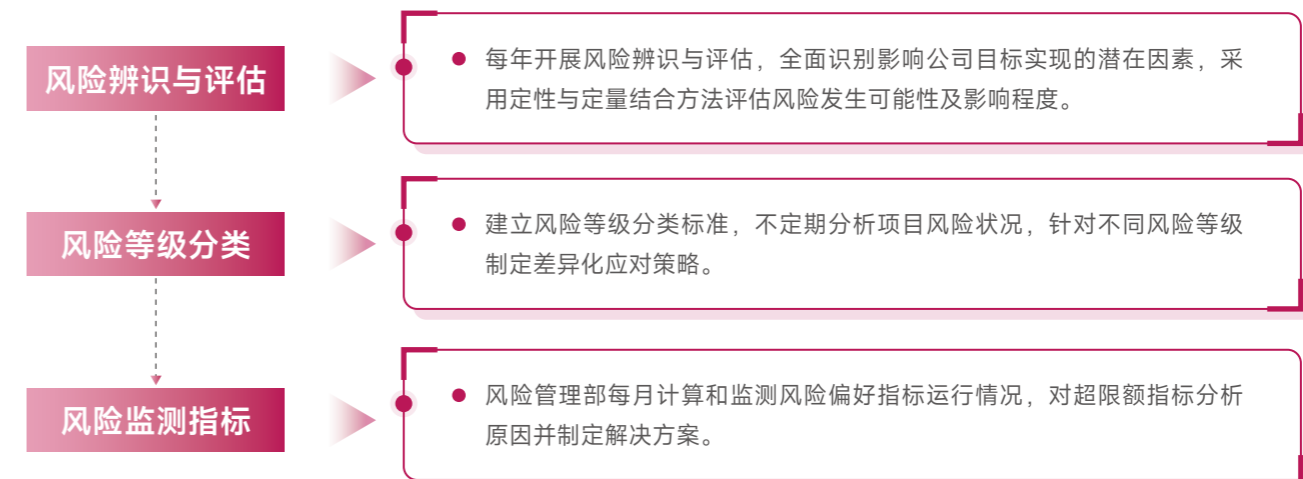 风险辨识与评估
● 每年开展风险辨识与评估，全面识别影响公司目标实现的潜在因素，采
用定性与定量结合方法评估风险发生可能性及影响程度。
风险等级分类
● 建立风险等级分类标准，不定期分析项目风险状况，针对不同风险等级
制定差异化应对策略。
风险监测指标
● 风险管理部每月计算和监测风险偏好指标运行情况，对超限额指标分析
原因并制定解决方案。